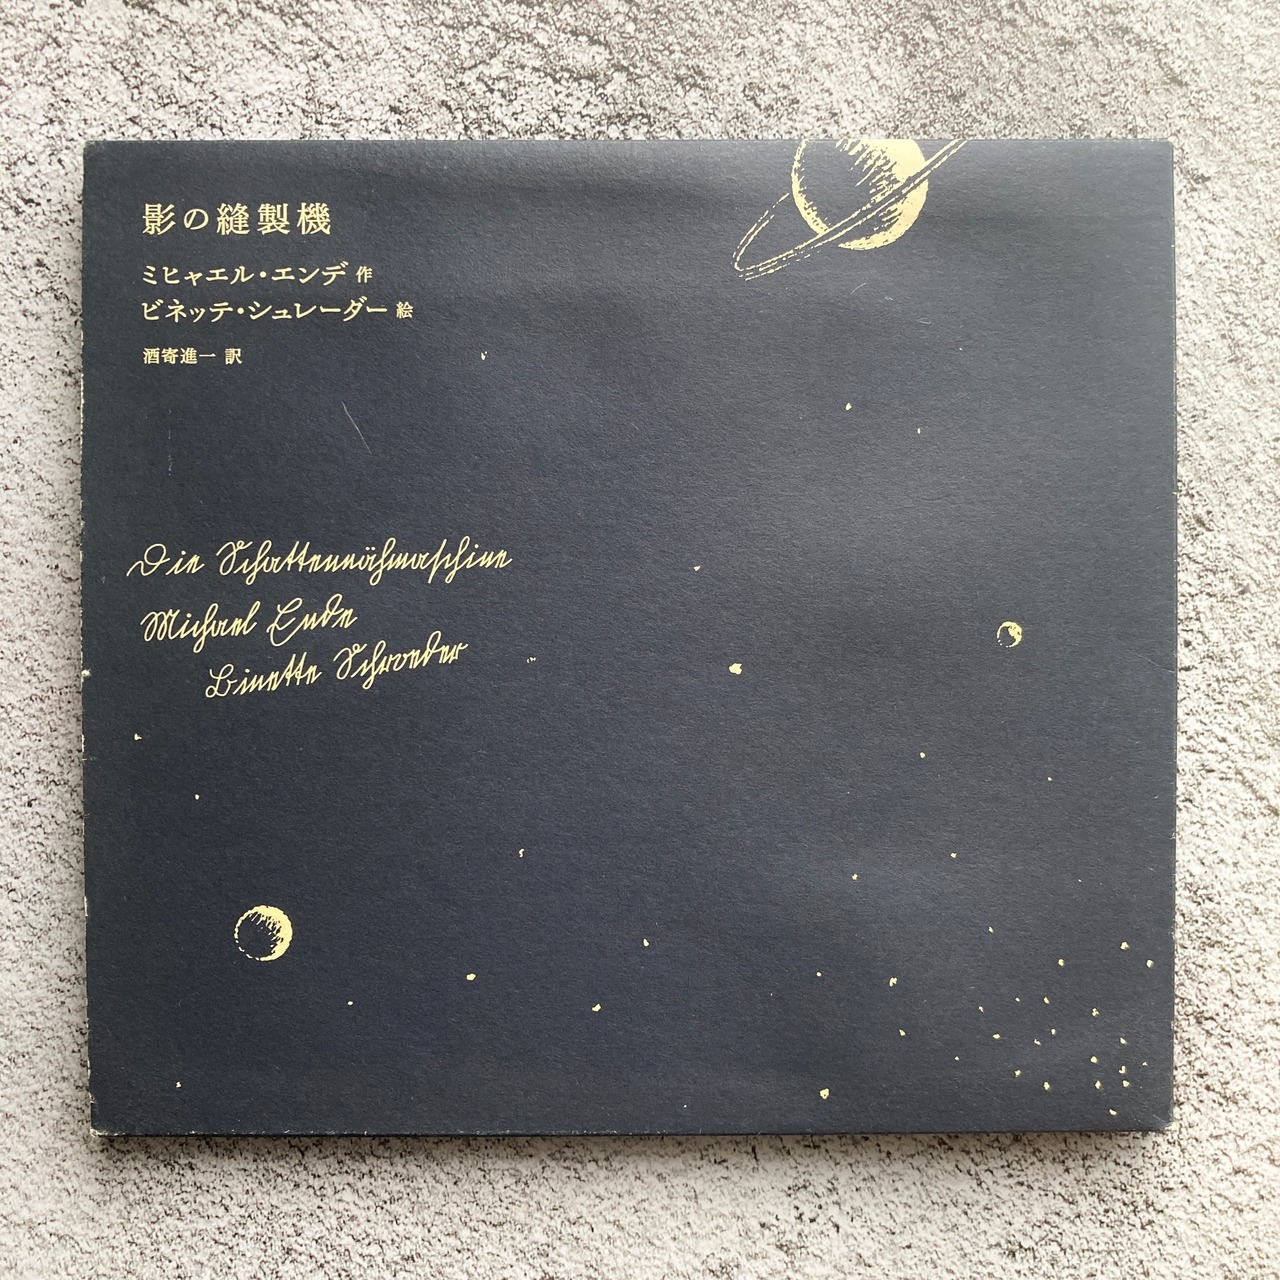 影の縫製機
ミヒャエル・エンデ 作
ビネッテ・シュレーダー 絵
酒寄進一 訳
Die Schattennähmaschine
Michael Ende
Binette Schroeder